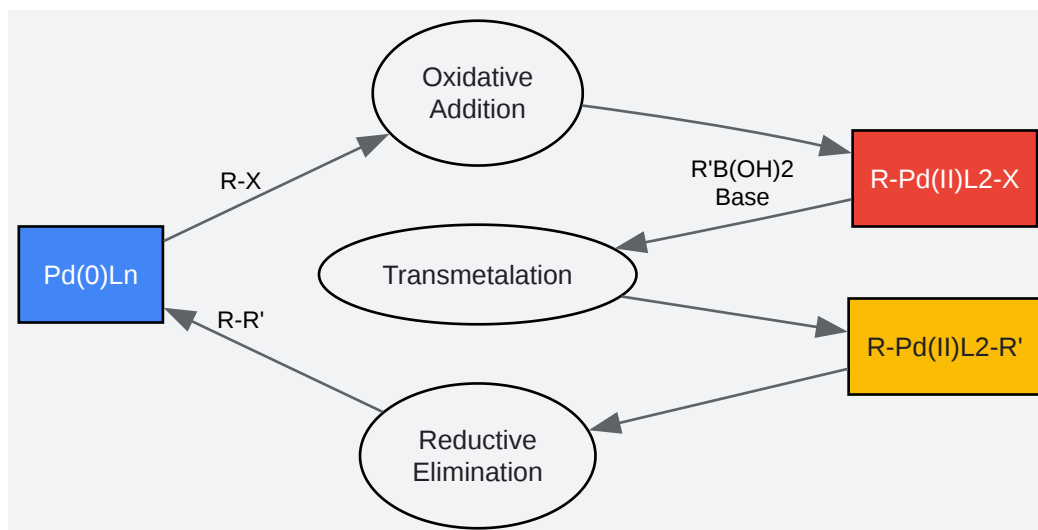 Oxidative
Addition
R-X
R'B(OH)2
Base
R-Pd(II)L2-X
Pd(0)Ln
Transmetalation
R-R'
R-Pd(II)L2-R'
Reductive
Elimination